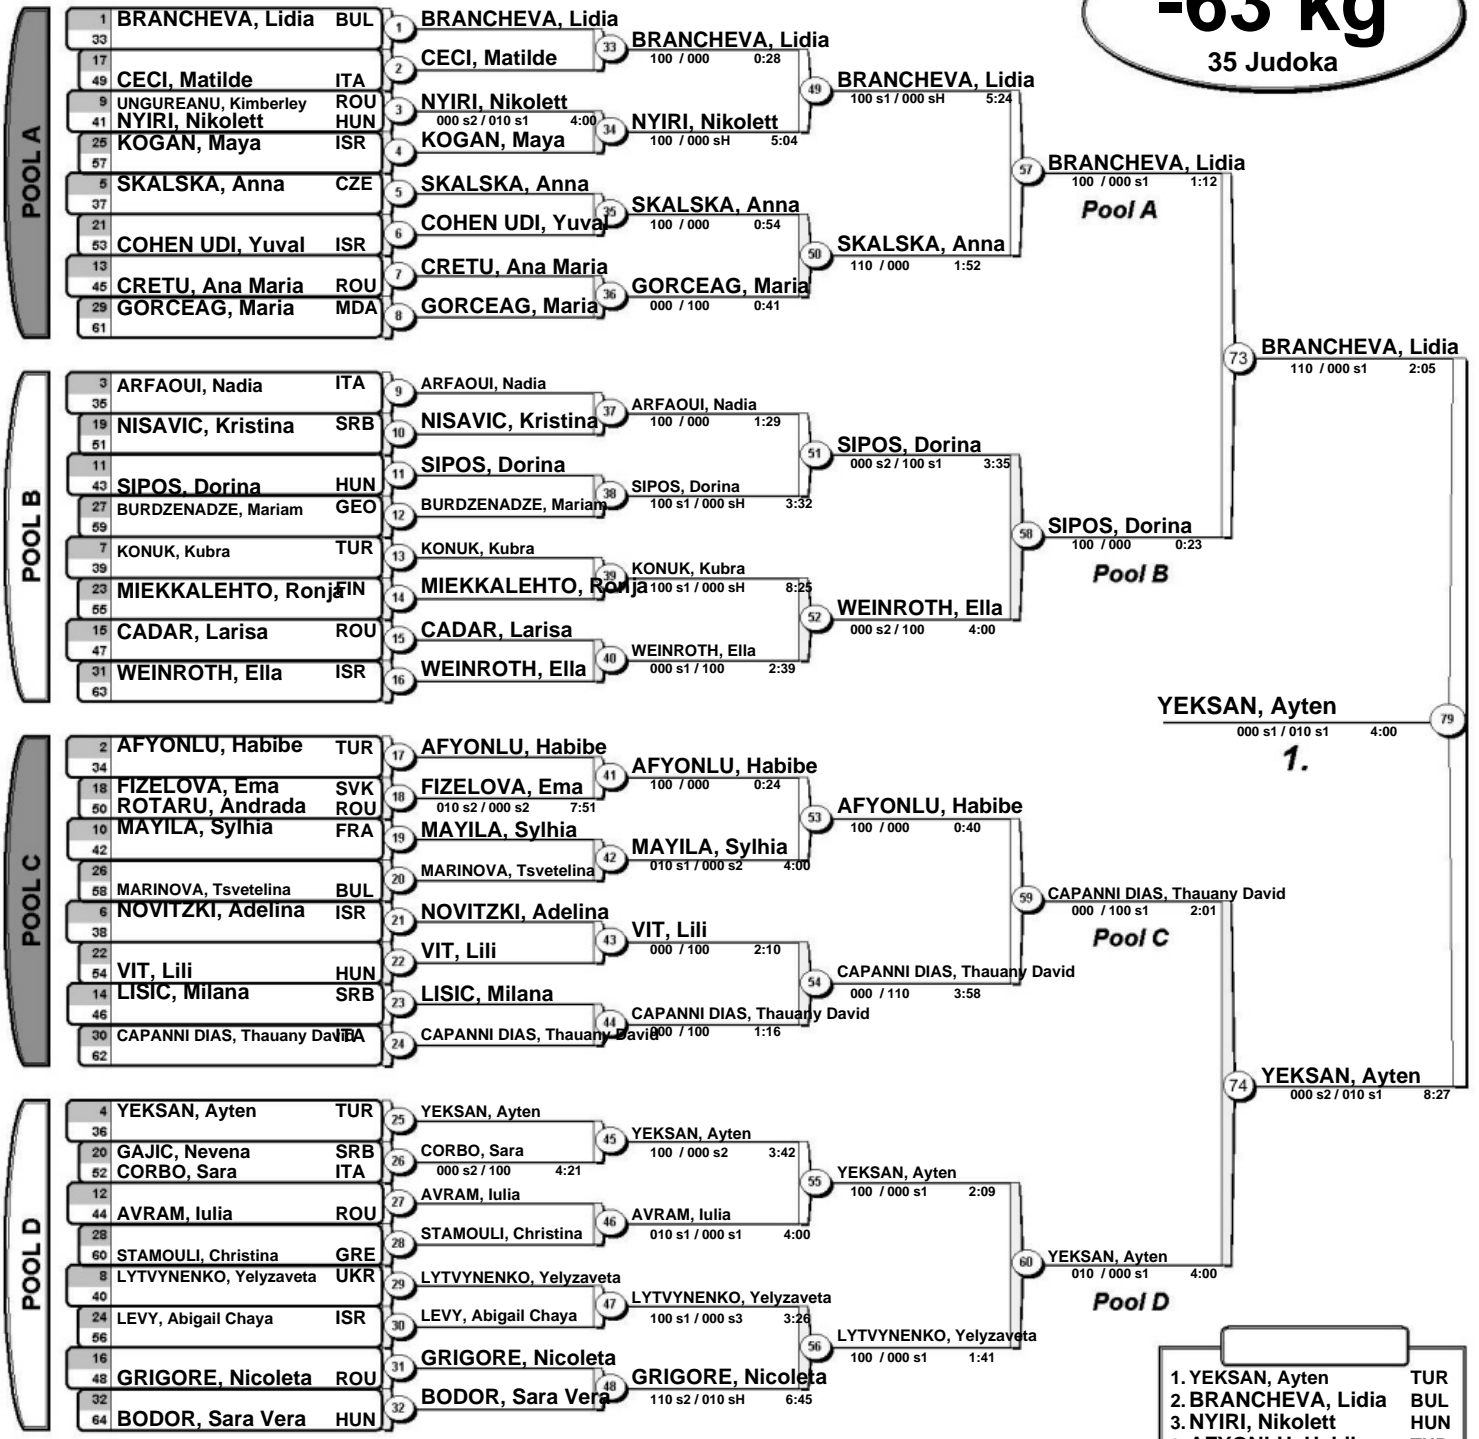 -63 kg
35 Judoka
POOL A
1 BRANCHEVA, Lidia BUL
33
17
49 CECI, Matilde ITA
9 UNGUREANU, Kimberley ROU
41 NYIRI, Nikolett HUN
25 KOGAN, Maya ISR
57
5 SKALSKA, Anna CZE
37
21
53 COHEN UDI, Yuval ISR
13
45 CRETU, Ana Maria ROU
29 GORCEAG, Maria MDA
61
1 BRANCHEVA, Lidia
2 CECI, Matilde
3 NYIRI, Nikolett
000 s2 / 010 s1 4:00
4 KOGAN, Maya
5 SKALSKA, Anna
6 COHEN UDI, Yuval
7 CRETU, Ana Maria
8 GORCEAG, Maria
33 BRANCHEVA, Lidia
100 / 000 0:28
34 NYIRI, Nikolett
100 / 000 sH 5:04
35 SKALSKA, Anna
100 / 000 0:54
36 GORCEAG, Maria
000 / 100 0:41
49 BRANCHEVA, Lidia
100 s1 / 000 sH 5:24
50 SKALSKA, Anna
110 / 000 1:52
57 BRANCHEVA, Lidia
100 / 000 s1 1:12
Pool A
POOL B
3 ARFAOUI, Nadia ITA
35
19 NISAVIC, Kristina SRB
51
11
43 SIPOS, Dorina HUN
27 BURDZENADZE, Mariam GEO
59
7 KONUK, Kubra TUR
39
23 MIEKKALEHTO, Ronja FIN
55
15 CADAR, Larisa ROU
47
31 WEINROTH, Ella ISR
63
9 ARFAOUI, Nadia
10 NISAVIC, Kristina
11 SIPOS, Dorina
12 BURDZENADZE, Mariam
13 KONUK, Kubra
14 MIEKKALEHTO, Ronja
15 CADAR, Larisa
16 WEINROTH, Ella
37 ARFAOUI, Nadia
100 / 000 1:29
38 SIPOS, Dorina
100 s1 / 000 sH 3:32
39 KONUK, Kubra
100 s1 / 000 sH 8:25
40 WEINROTH, Ella
000 s1 / 100 2:39
51 SIPOS, Dorina
000 s2 / 100 s1 3:35
52 WEINROTH, Ella
000 s2 / 100 4:00
58 SIPOS, Dorina
100 / 000 0:23
Pool B
73 BRANCHEVA, Lidia
110 / 000 s1 2:05
YEKSAN, Ayten 79
000 s1 / 010 s1 4:00
1.
POOL C
2 AFYONLU, Habibe TUR
34
18 FIZELOVA, Ema SVK
50 ROTARU, Andrada ROU
10 MAYILA, Sylhia FRA
42
26
58 MARINOVA, Tsvetelina BUL
6 NOVITZKI, Adelina ISR
38
22
54 VIT, Lili HUN
14 LISIC, Milana SRB
46
30 CAPANNI DIAS, Thauany David ITA
62
17 AFYONLU, Habibe
18 FIZELOVA, Ema
010 s2 / 000 s2 7:51
19 MAYILA, Sylhia
20 MARINOVA, Tsvetelina
21 NOVITZKI, Adelina
22 VIT, Lili
23 LISIC, Milana
24 CAPANNI DIAS, Thauany David
41 AFYONLU, Habibe
100 / 000 0:24
42 MAYILA, Sylhia
010 s1 / 000 s2 4:00
43 VIT, Lili
000 / 100 2:10
44 CAPANNI DIAS, Thauany David
000 / 100 1:16
53 AFYONLU, Habibe
100 / 000 0:40
54 CAPANNI DIAS, Thauany David
000 / 110 3:58
59 CAPANNI DIAS, Thauany David
000 / 100 s1 2:01
Pool C
POOL D
4 YEKSAN, Ayten TUR
36
20 GAJIC, Nevena SRB
52 CORBO, Sara ITA
12
44 AVRAM, Iulia ROU
28
60 STAMOULI, Christina GRE
8 LYTVYNENKO, Yelyzaveta UKR
40
24 LEVY, Abigail Chaya ISR
56
16
48 GRIGORE, Nicoleta ROU
32
64 BODOR, Sara Vera HUN
25 YEKSAN, Ayten
26 CORBO, Sara
000 s2 / 100 4:21
27 AVRAM, Iulia
28 STAMOULI, Christina
29 LYTVYNENKO, Yelyzaveta
30 LEVY, Abigail Chaya
31 GRIGORE, Nicoleta
32 BODOR, Sara Vera
45 YEKSAN, Ayten
100 / 000 s2 3:42
46 AVRAM, Iulia
010 s1 / 000 s1 4:00
47 LYTVYNENKO, Yelyzaveta
100 s1 / 000 s3 3:26
48 GRIGORE, Nicoleta
110 s2 / 010 sH 6:45
55 YEKSAN, Ayten
100 / 000 s1 2:09
56 LYTVYNENKO, Yelyzaveta
100 / 000 s1 1:41
60 YEKSAN, Ayten
010 / 000 s1 4:00
Pool D
74 YEKSAN, Ayten
000 s2 / 010 s1 8:27
1. YEKSAN, Ayten TUR
2. BRANCHEVA, Lidia BUL
3. NYIRI, Nikolett HUN